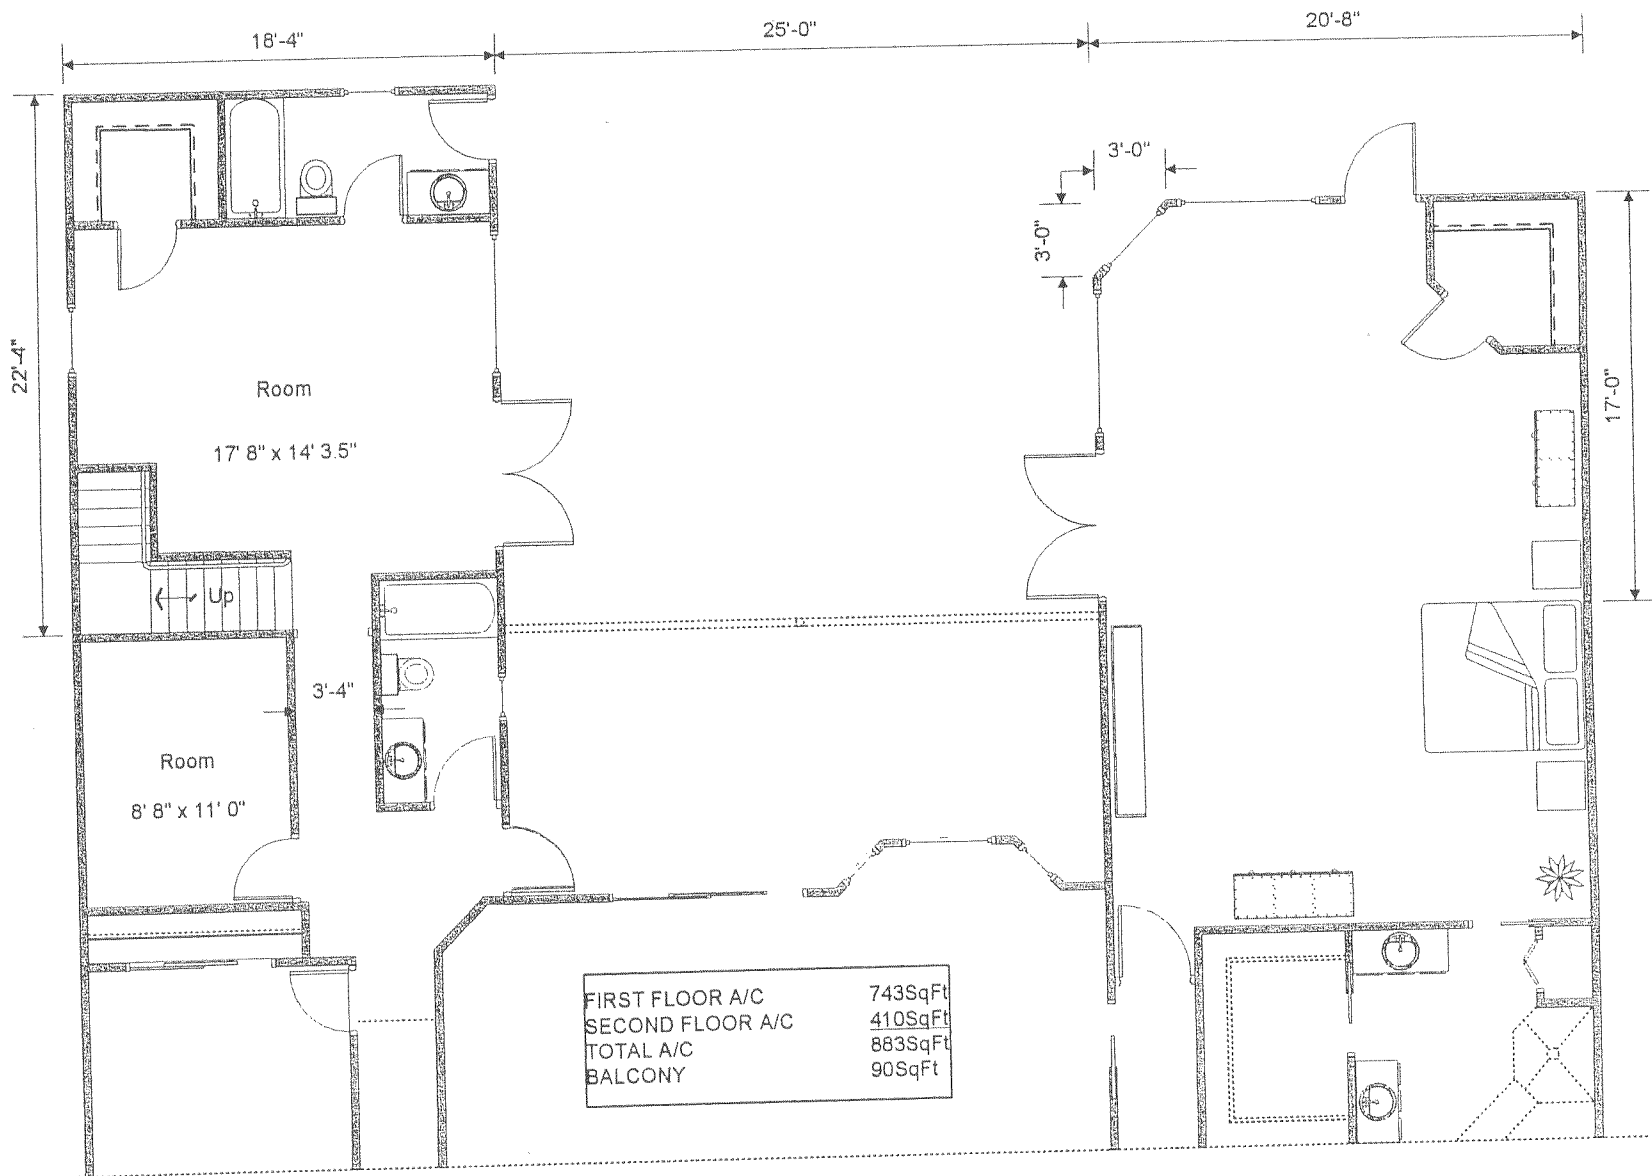 18'-4"
25'-0"
20'-8"
3'-0"
3'-0"
22'-4"
17'-0"
Room
17' 8" x 14' 3.5"
Up
3'-4"
Room
8' 8" x 11' 0"
FIRST FLOOR A/C 743SqFt
SECOND FLOOR A/C 410SqFt
TOTAL A/C 883SqFt
BALCONY 90SqFt